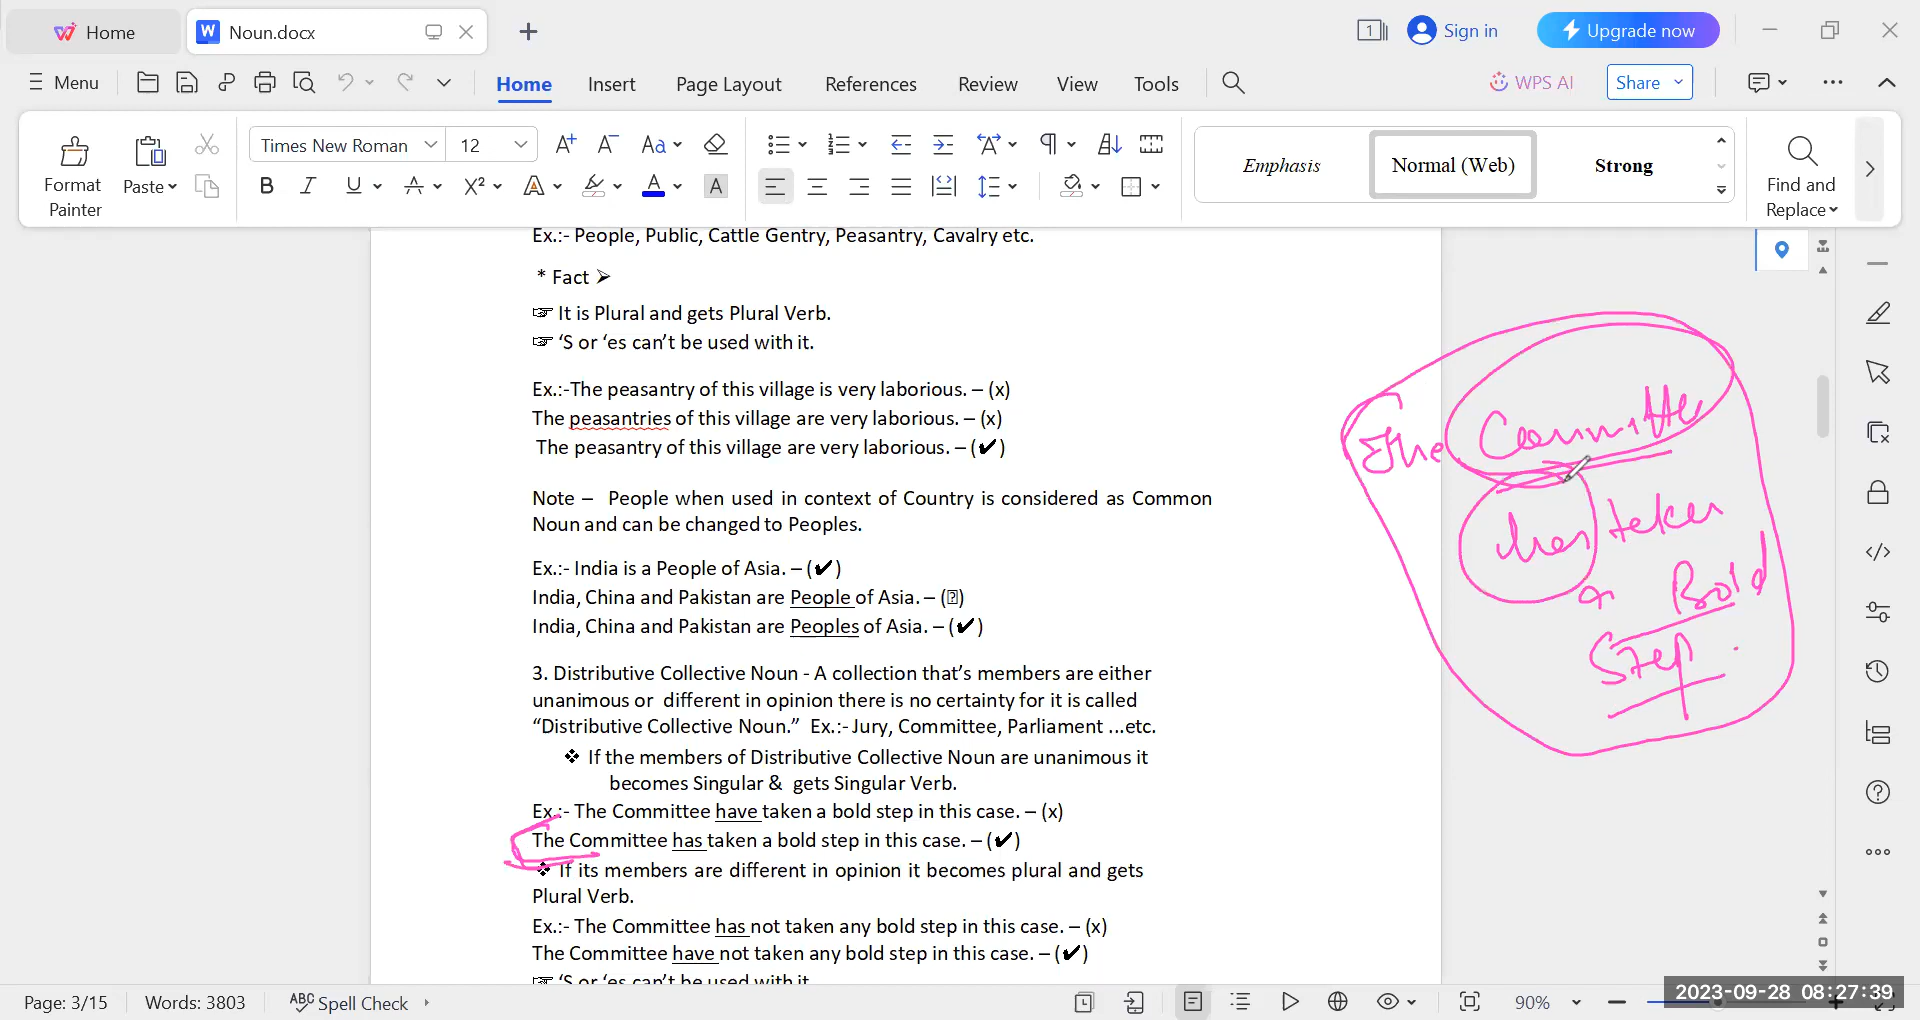 Home
Noun.docx
1
Sign in
Upgrade now
Menu
Home
Insert
Page Layout
References
Review
View
Tools
WPS AI
Share
Format
Painter
Paste
Times New Roman
12
Emphasis
Normal (Web)
Strong
Find and
Replace
Ex.:- People, Public, Cattle Gentry, Peasantry, Cavalry etc.
* Fact ➢
☞ It is Plural and gets Plural Verb.
☞ ‘S or ‘es can’t be used with it.
Ex.:-The peasantry of this village is very laborious. – (x)
The peasantries of this village are very laborious. – (x)
The peasantry of this village are very laborious. – (✔)
Note – People when used in context of Country is considered as Common
Noun and can be changed to Peoples.
Ex.:- India is a People of Asia. – (✔)
India, China and Pakistan are People of Asia. – (⍰)
India, China and Pakistan are Peoples of Asia. – (✔)
3. Distributive Collective Noun - A collection that’s members are either
unanimous or different in opinion there is no certainty for it is called
“Distributive Collective Noun.” Ex.:- Jury, Committee, Parliament ...etc.
❖ If the members of Distributive Collective Noun are unanimous it
becomes Singular & gets Singular Verb.
Ex.:- The Committee have taken a bold step in this case. – (x)
The Committee has taken a bold step in this case. – (✔)
❖ If its members are different in opinion it becomes plural and gets
Plural Verb.
Ex.:- The Committee has not taken any bold step in this case. – (x)
The Committee have not taken any bold step in this case. – (✔)
☞ ‘S or ‘es can’t be used with it
The Committee
has taken
a Bold
Step.
Page: 3/15
Words: 3803
Spell Check
90%
2023-09-28 08:27:39